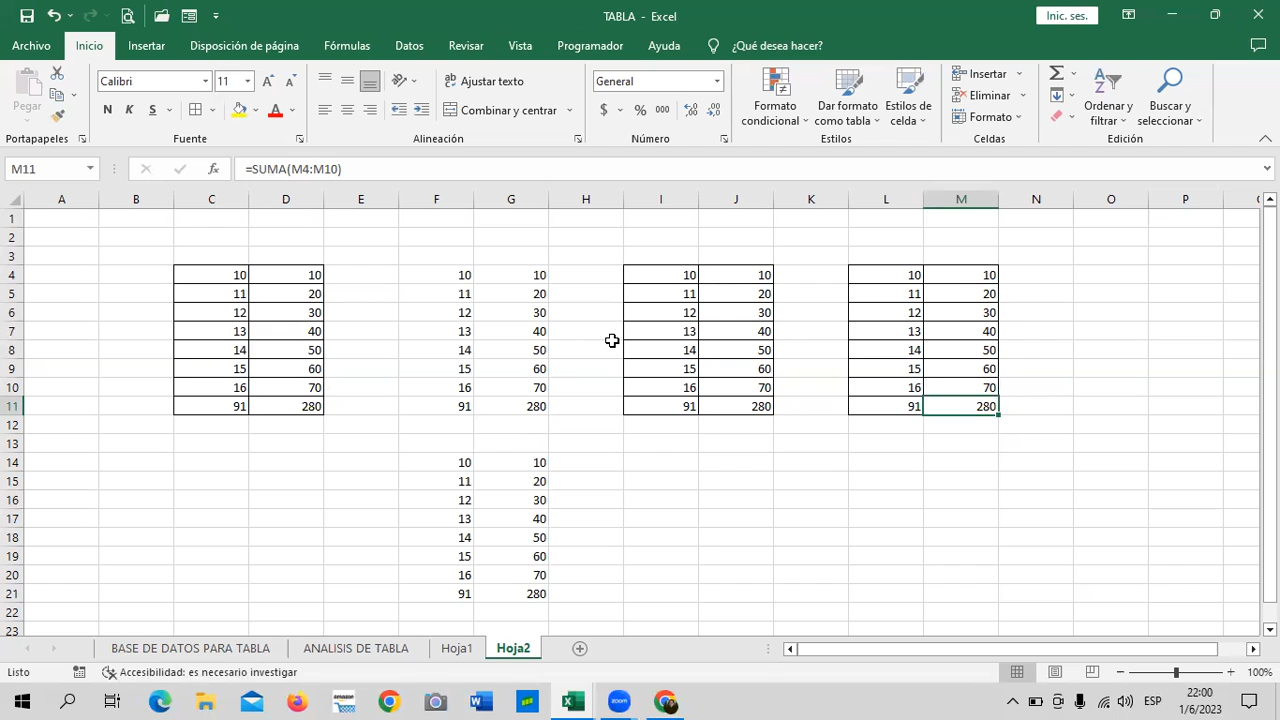 TABLA - Excel
Inic. ses.
Archivo Inicio Insertar Disposición de página Fórmulas Datos Revisar Vista Programador Ayuda ¿Qué desea hacer?
Pegar
Calibri 11
N K S
Ajustar texto
Combinar y centrar
General
$ % 000
Formato condicional
Dar formato como tabla
Estilos de celda
Insertar
Eliminar
Formato
Ordenar y filtrar
Buscar y seleccionar
Portapapeles Fuente Alineación Número Estilos Celdas Edición
M11 fx =SUMA(M4:M10)
A B C D E F G H I J K L M N O P
1
2
3
4 10 10 10 10 10 10 10 10
5 11 20 11 20 11 20 11 20
6 12 30 12 30 12 30 12 30
7 13 40 13 40 13 40 13 40
8 14 50 14 50 14 50 14 50
9 15 60 15 60 15 60 15 60
10 16 70 16 70 16 70 16 70
11 91 280 91 280 91 280 91 280
12
13
14 10 10
15 11 20
16 12 30
17 13 40
18 14 50
19 15 60
20 16 70
21 91 280
22
23
BASE DE DATOS PARA TABLA ANALISIS DE TABLA Hoja1 Hoja2
Listo Accesibilidad: es necesario investigar 100%
ESP 22:00
1/6/2023